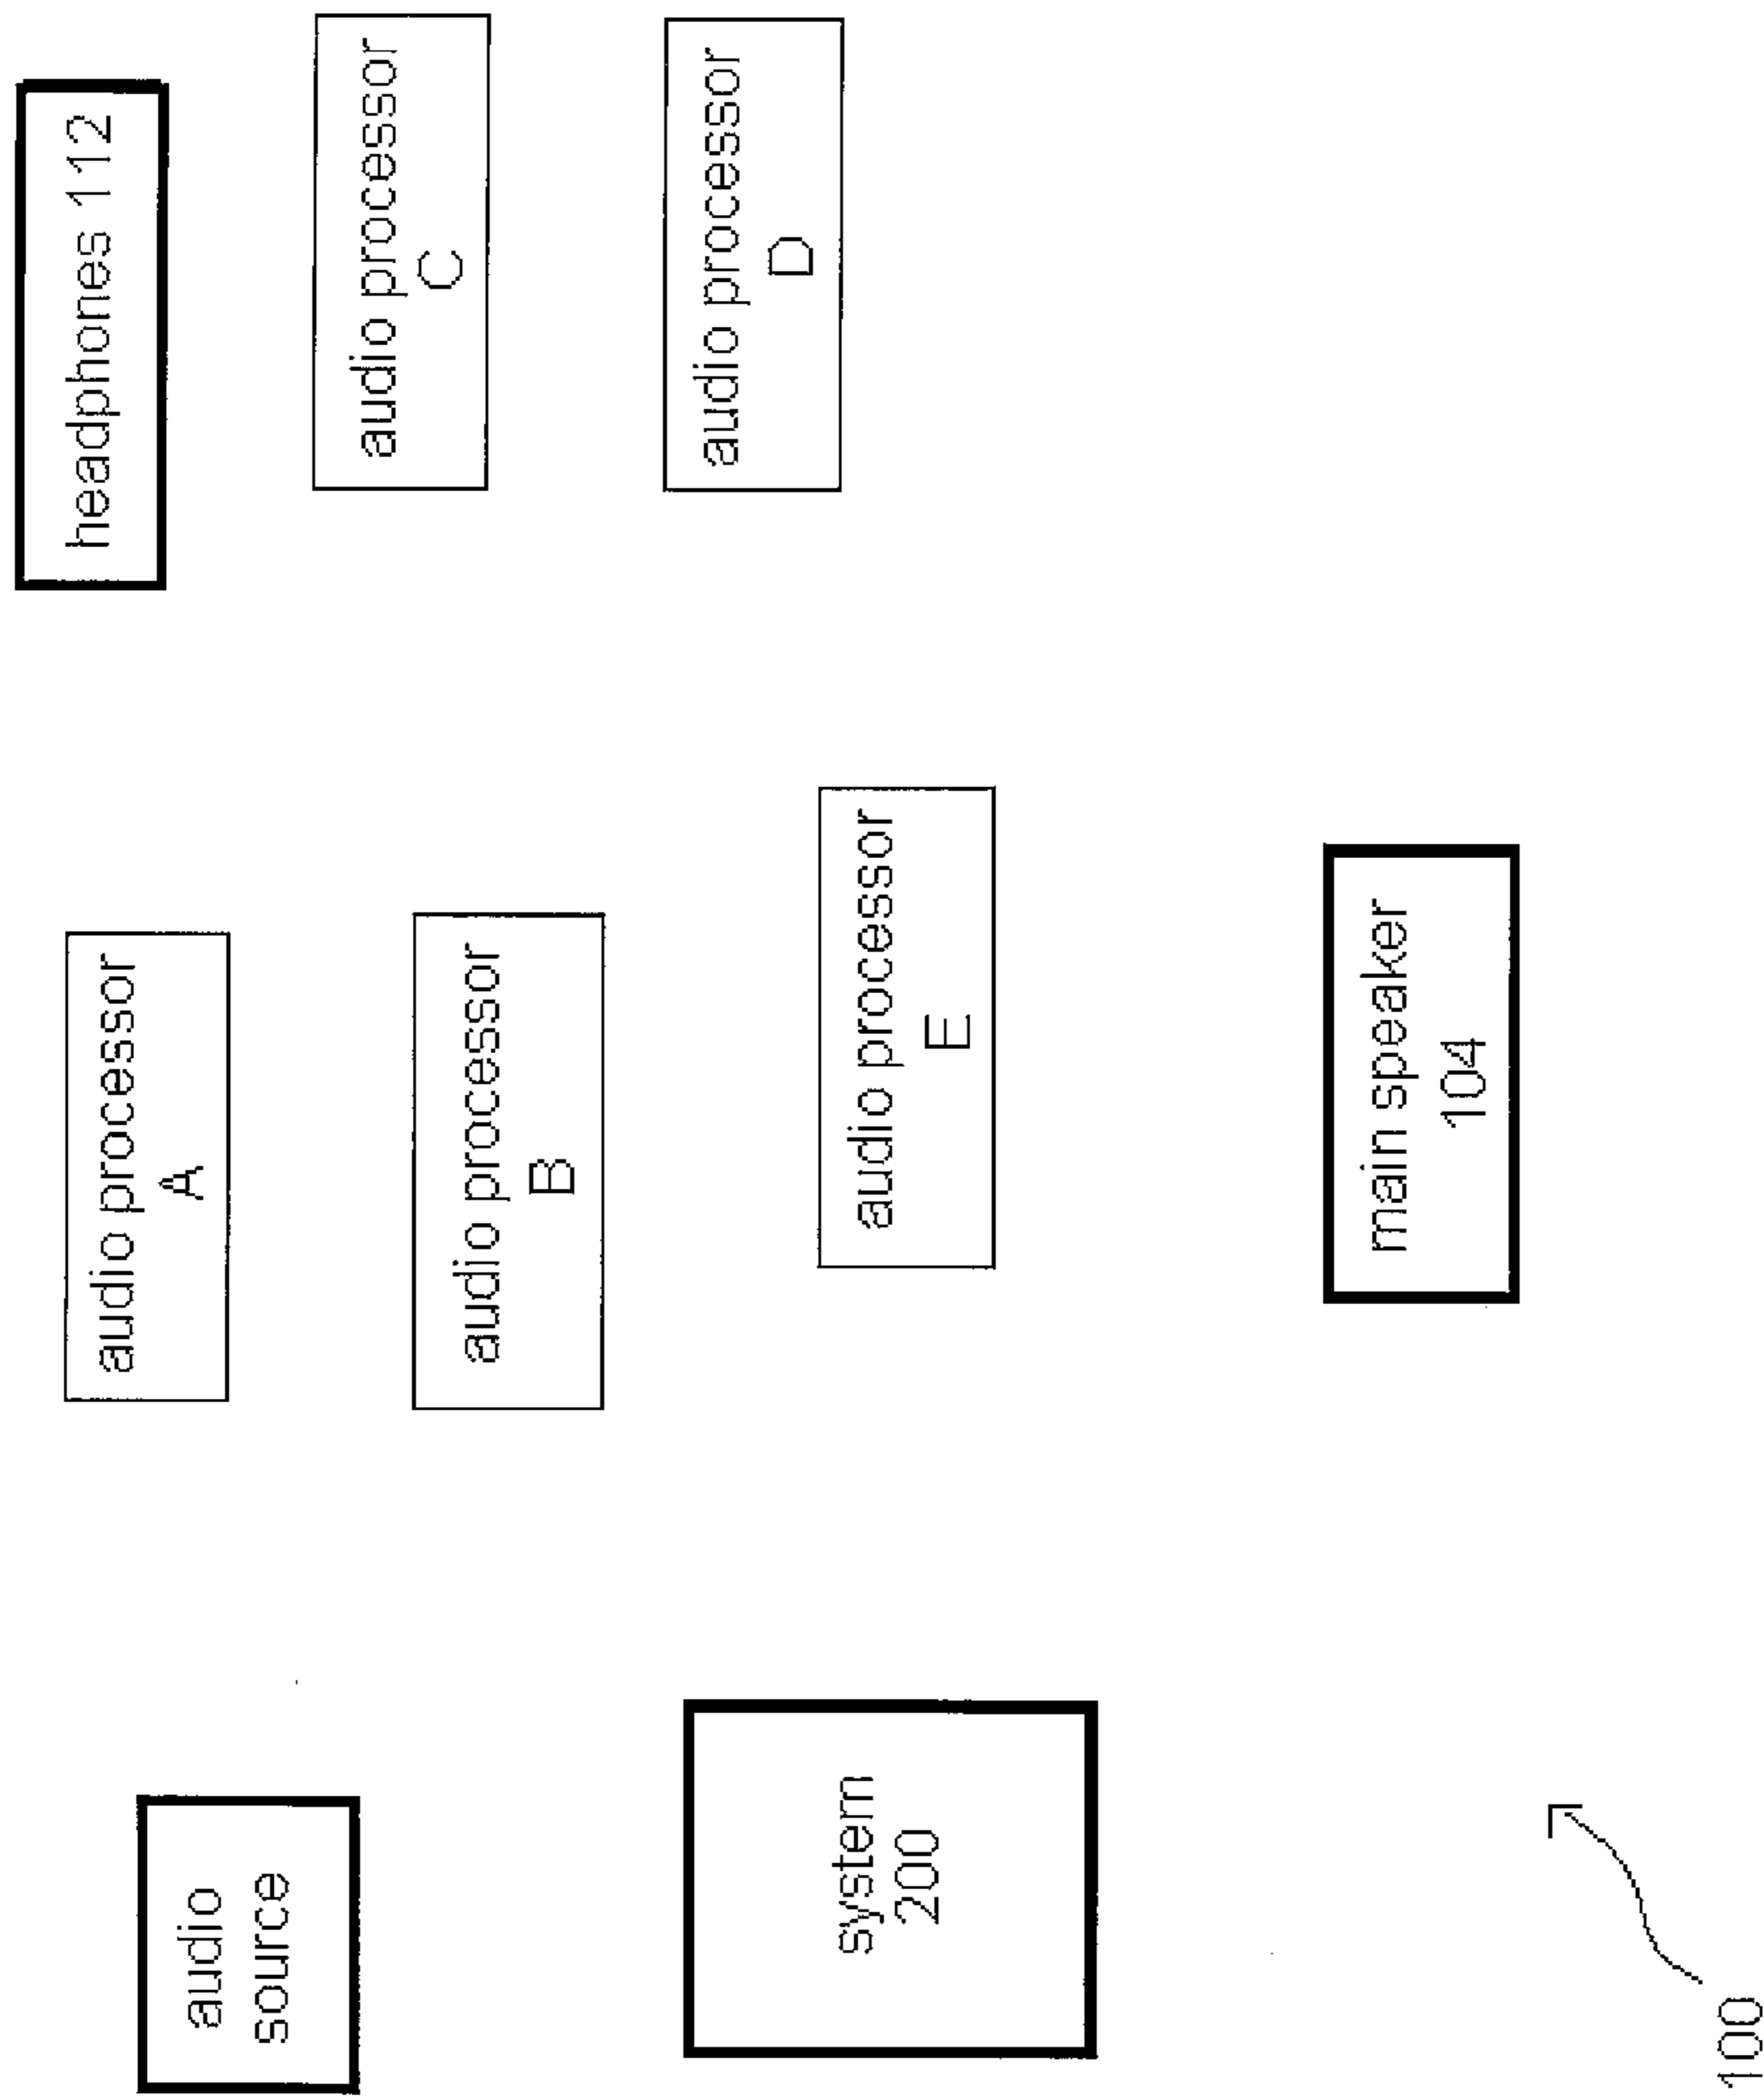 headphones 112
audio processor
A
audio processor
C
audio
source
audio processor
B
audio processor
D
system
200
audio processor
E
main speaker
104
100